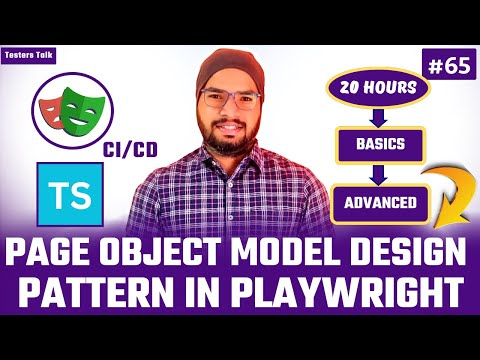 Testers Talk
#65
20 HOURS
CI/CD
BASICS
TS
ADVANCED
PAGE OBJECT MODEL DESIGN
PATTERN IN PLAYWRIGHT